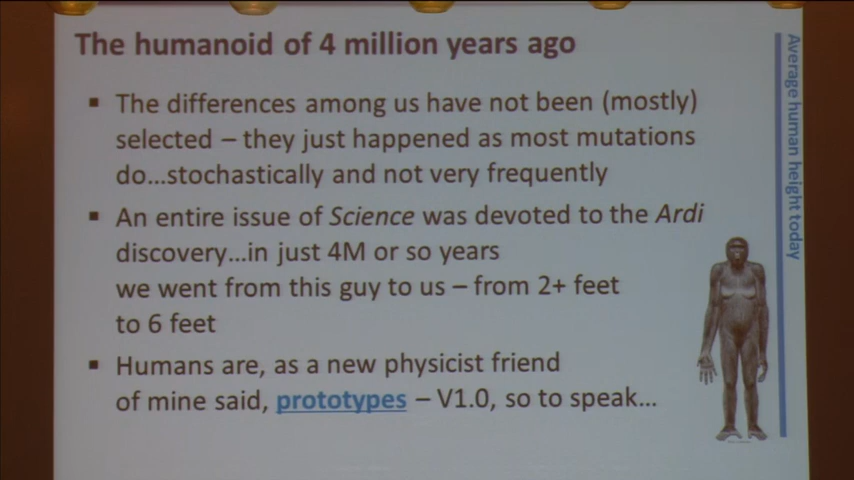 The humanoid of 4 million years ago
▪ The differences among us have not been (mostly)
selected – they just happened as most mutations
do...stochastically and not very frequently
▪ An entire issue of Science was devoted to the Ardi
discovery...in just 4M or so years
we went from this guy to us – from 2+ feet
to 6 feet
▪ Humans are, as a new physicist friend
of mine said, prototypes – V1.0, so to speak...
Average human height today